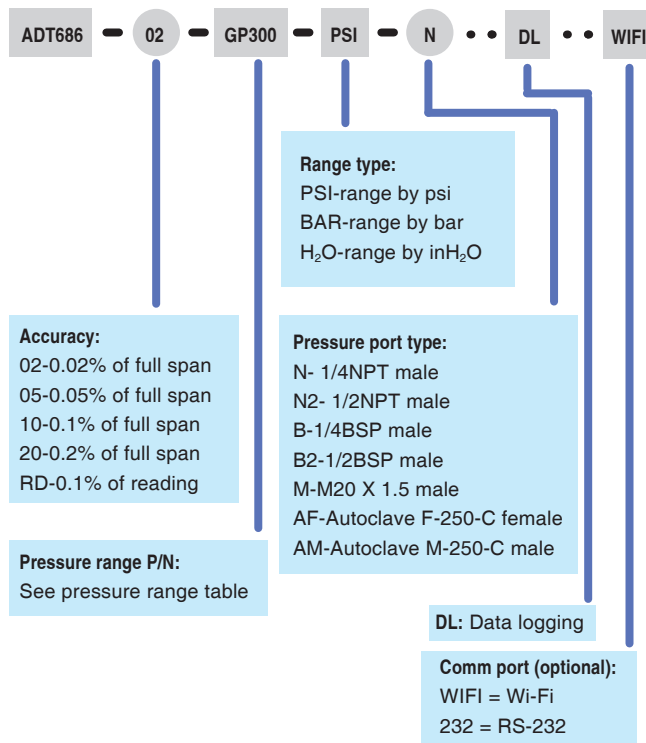 ADT686 - 02 - GP300 - PSI - N •• DL •• WIFI
Range type:
PSI-range by psi
BAR-range by bar
H₂O-range by inH₂O
Accuracy:
02-0.02% of full span
05-0.05% of full span
10-0.1% of full span
20-0.2% of full span
RD-0.1% of reading
Pressure port type:
N- 1/4NPT male
N2- 1/2NPT male
B-1/4BSP male
B2-1/2BSP male
M-M20 X 1.5 male
AF-Autoclave F-250-C female
AM-Autoclave M-250-C male
Pressure range P/N:
See pressure range table
DL: Data logging
Comm port (optional):
WIFI = Wi-Fi
232 = RS-232